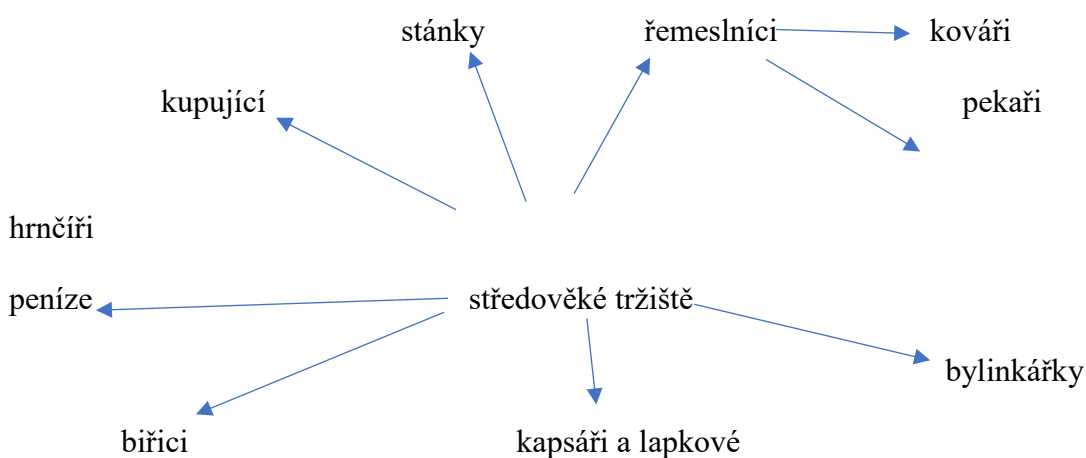 stánky řemeslníci kováři
kupující pekaři
hrnčíři
peníze středověké tržiště
bylinkářky
biřici kapsáři a lapkové